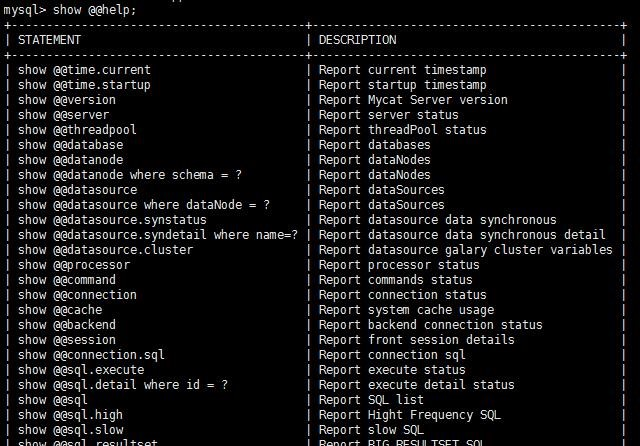 mysql> show @@help;
| STATEMENT | DESCRIPTION |
| show @@time.current | Report current timestamp |
| show @@time.startup | Report startup timestamp |
| show @@version | Report Mycat Server version |
| show @@server | Report server status |
| show @@threadpool | Report threadPool status |
| show @@database | Report databases |
| show @@datanode | Report dataNodes |
| show @@datanode where schema = ? | Report dataNodes |
| show @@datasource | Report dataSources |
| show @@datasource where dataNode = ? | Report dataSources |
| show @@datasource.synstatus | Report datasource data synchronous |
| show @@datasource.syndetail where name=? | Report datasource data synchronous detail |
| show @@datasource.cluster | Report datasource galary cluster variables |
| show @@processor | Report processor status |
| show @@command | Report commands status |
| show @@connection | Report connection status |
| show @@cache | Report system cache usage |
| show @@backend | Report backend connection status |
| show @@session | Report front session details |
| show @@connection.sql | Report connection sql |
| show @@sql.execute | Report execute status |
| show @@sql.detail where id = ? | Report execute detail status |
| show @@sql | Report SQL list |
| show @@sql.high | Report Hight Frequency SQL |
| show @@sql.slow | Report slow SQL |
| show @@sql.resultset | Report BIG RESULTSET SQL |